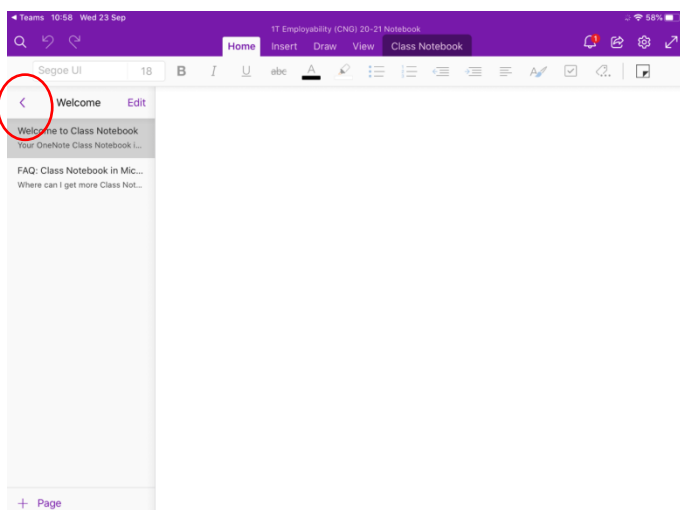 Teams 10:58 Wed 23 Sep
58%
1T Employability (CNG) 20-21 Notebook
Home Insert Draw View Class Notebook
1
Segoe UI 18 B I U abc A A
Welcome Edit
Welcome to Class Notebook
Your OneNote Class Notebook i...
FAQ: Class Notebook in Mic...
Where can I get more Class Not...
+ Page